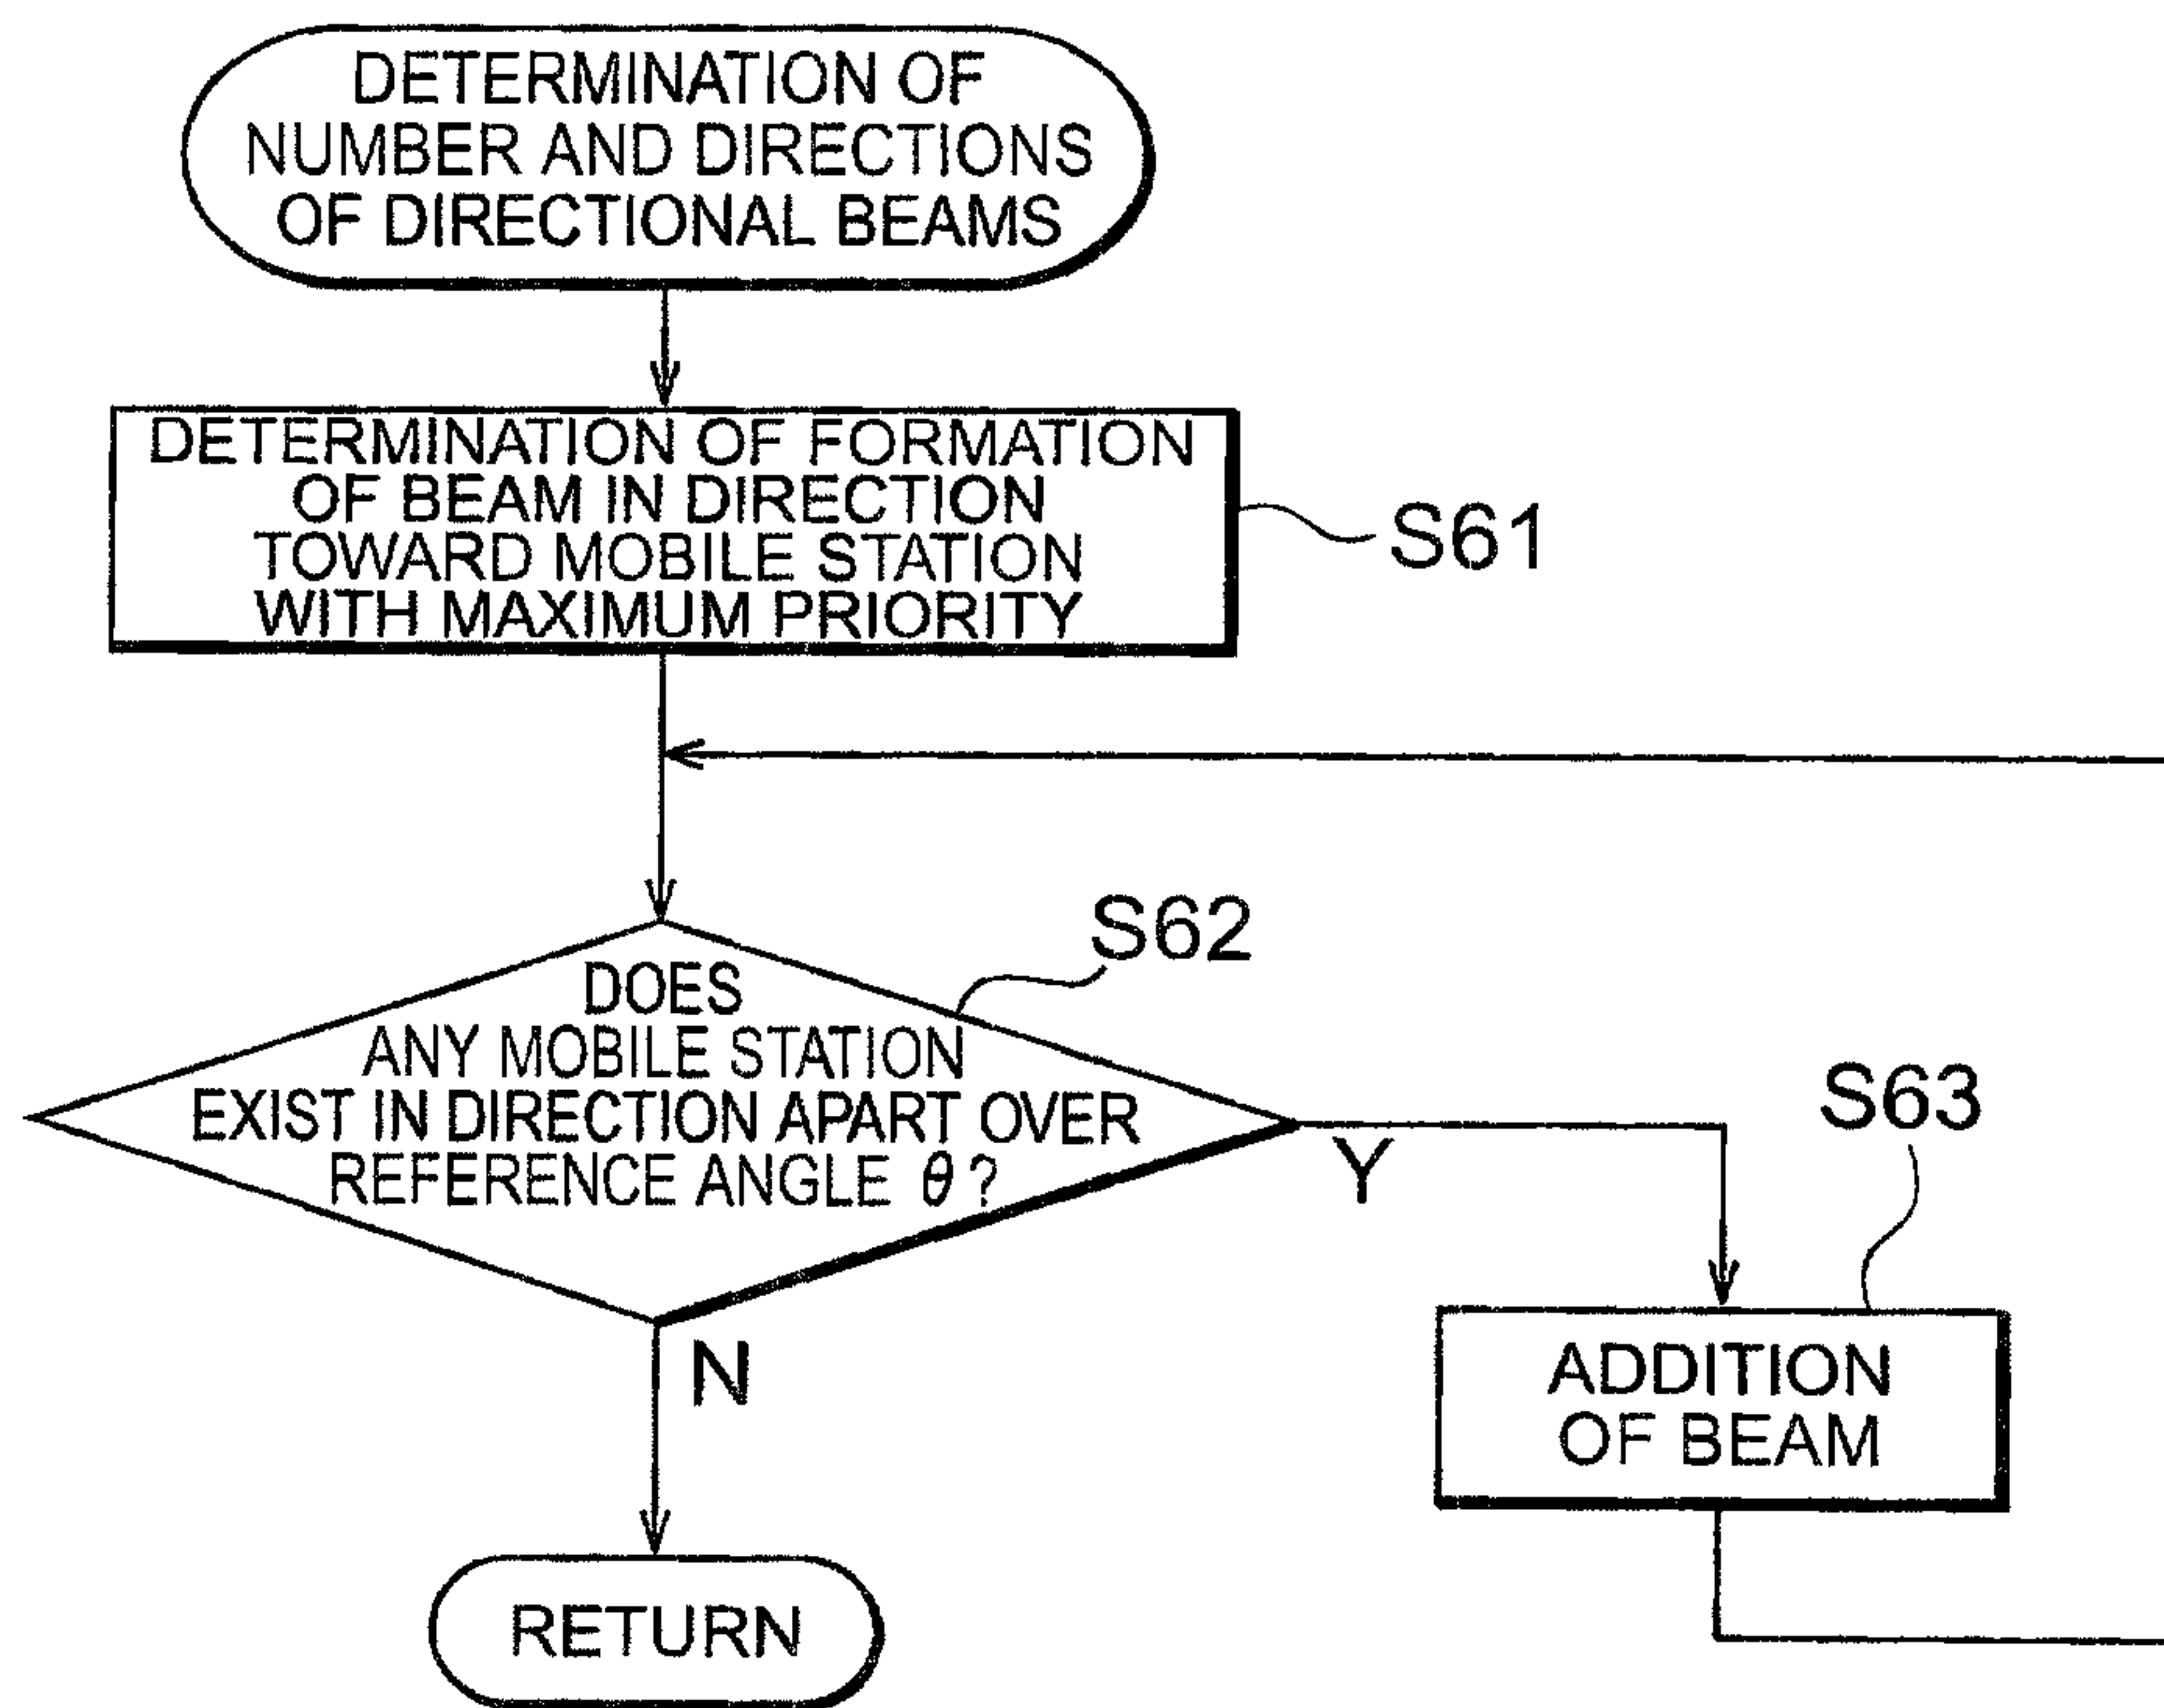 DETERMINATION OF
NUMBER AND DIRECTIONS
OF DIRECTIONAL BEAMS
DETERMINATION OF FORMATION
OF BEAM IN DIRECTION
TOWARD MOBILE STATION
WITH MAXIMUM PRIORITY
S61
S62
DOES
ANY MOBILE STATION
EXIST IN DIRECTION APART OVER
REFERENCE ANGLE θ?
Y
S63
ADDITION
OF BEAM
N
RETURN